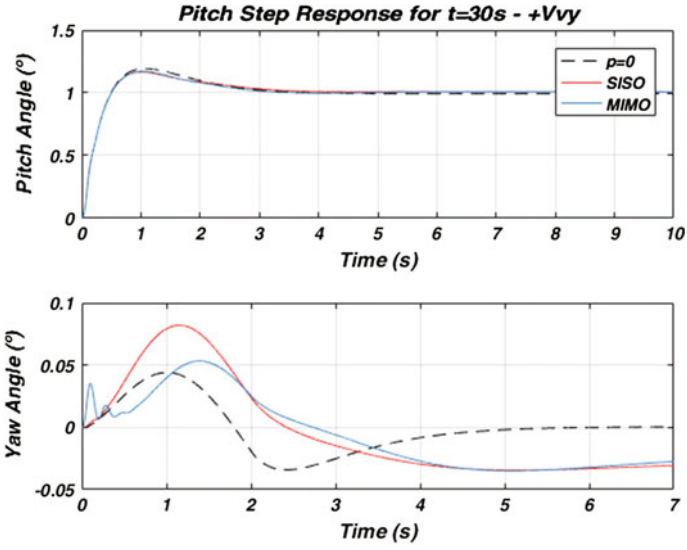 Pitch Step Response for t=30s - +Vvy
Pitch Angle (°)
1.5
1
0.5
0
p=0
SISO
MIMO
0 1 2 3 4 5 6 7 8 9 10
Time (s)
Yaw Angle (°)
0.1
0.05
0
-0.05
0 1 2 3 4 5 6 7
Time (s)